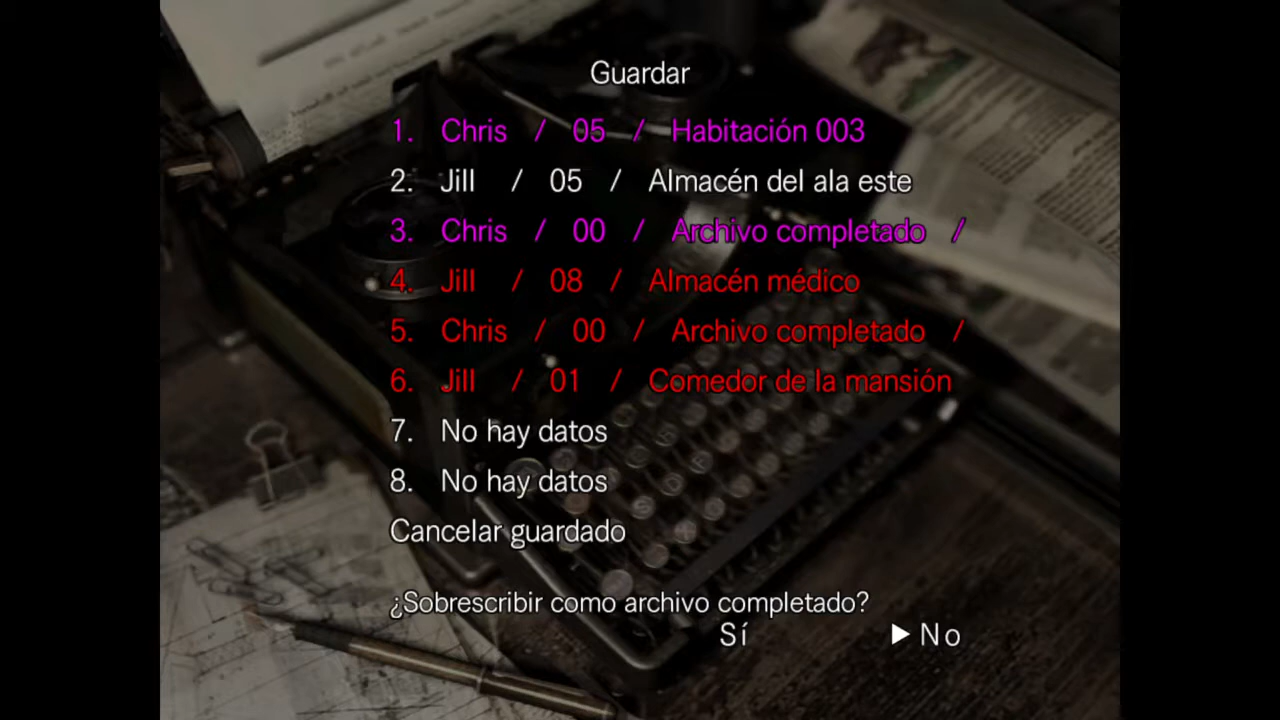 Guardar
1. Chris / 05 / Habitación 003
2. Jill / 05 / Almacén del ala este
3. Chris / 00 / Archivo completado /
4. Jill / 08 / Almacén médico
5. Chris / 00 / Archivo completado /
6. Jill / 01 / Comedor de la mansión
7. No hay datos
8. No hay datos
Cancelar guardado
¿Sobrescribir como archivo completado?
Sí ▶ No